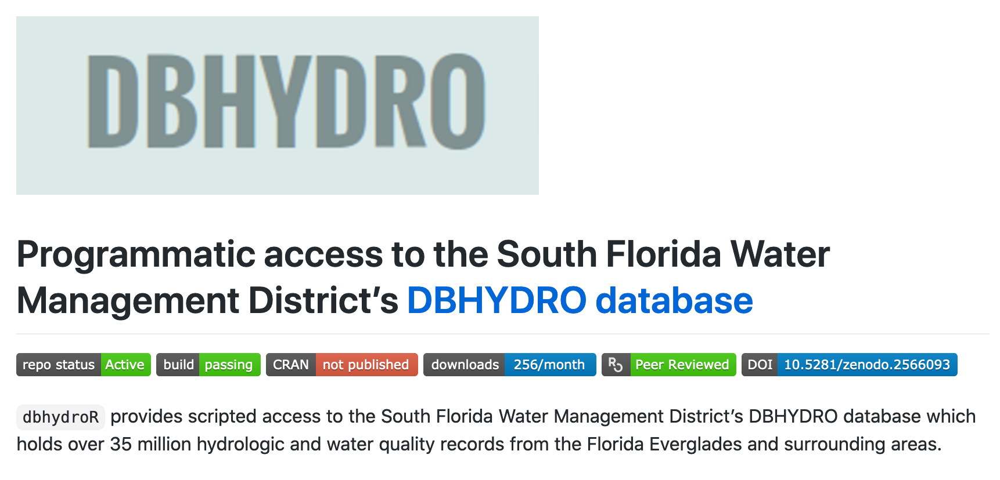 DBHYDRO
Programmatic access to the South Florida Water
Management District’s DBHYDRO database
repo status Active build passing CRAN not published downloads 256/month R Peer Reviewed DOI 10.5281/zenodo.2566093
dbhydroR provides scripted access to the South Florida Water Management District’s DBHYDRO database which
holds over 35 million hydrologic and water quality records from the Florida Everglades and surrounding areas.